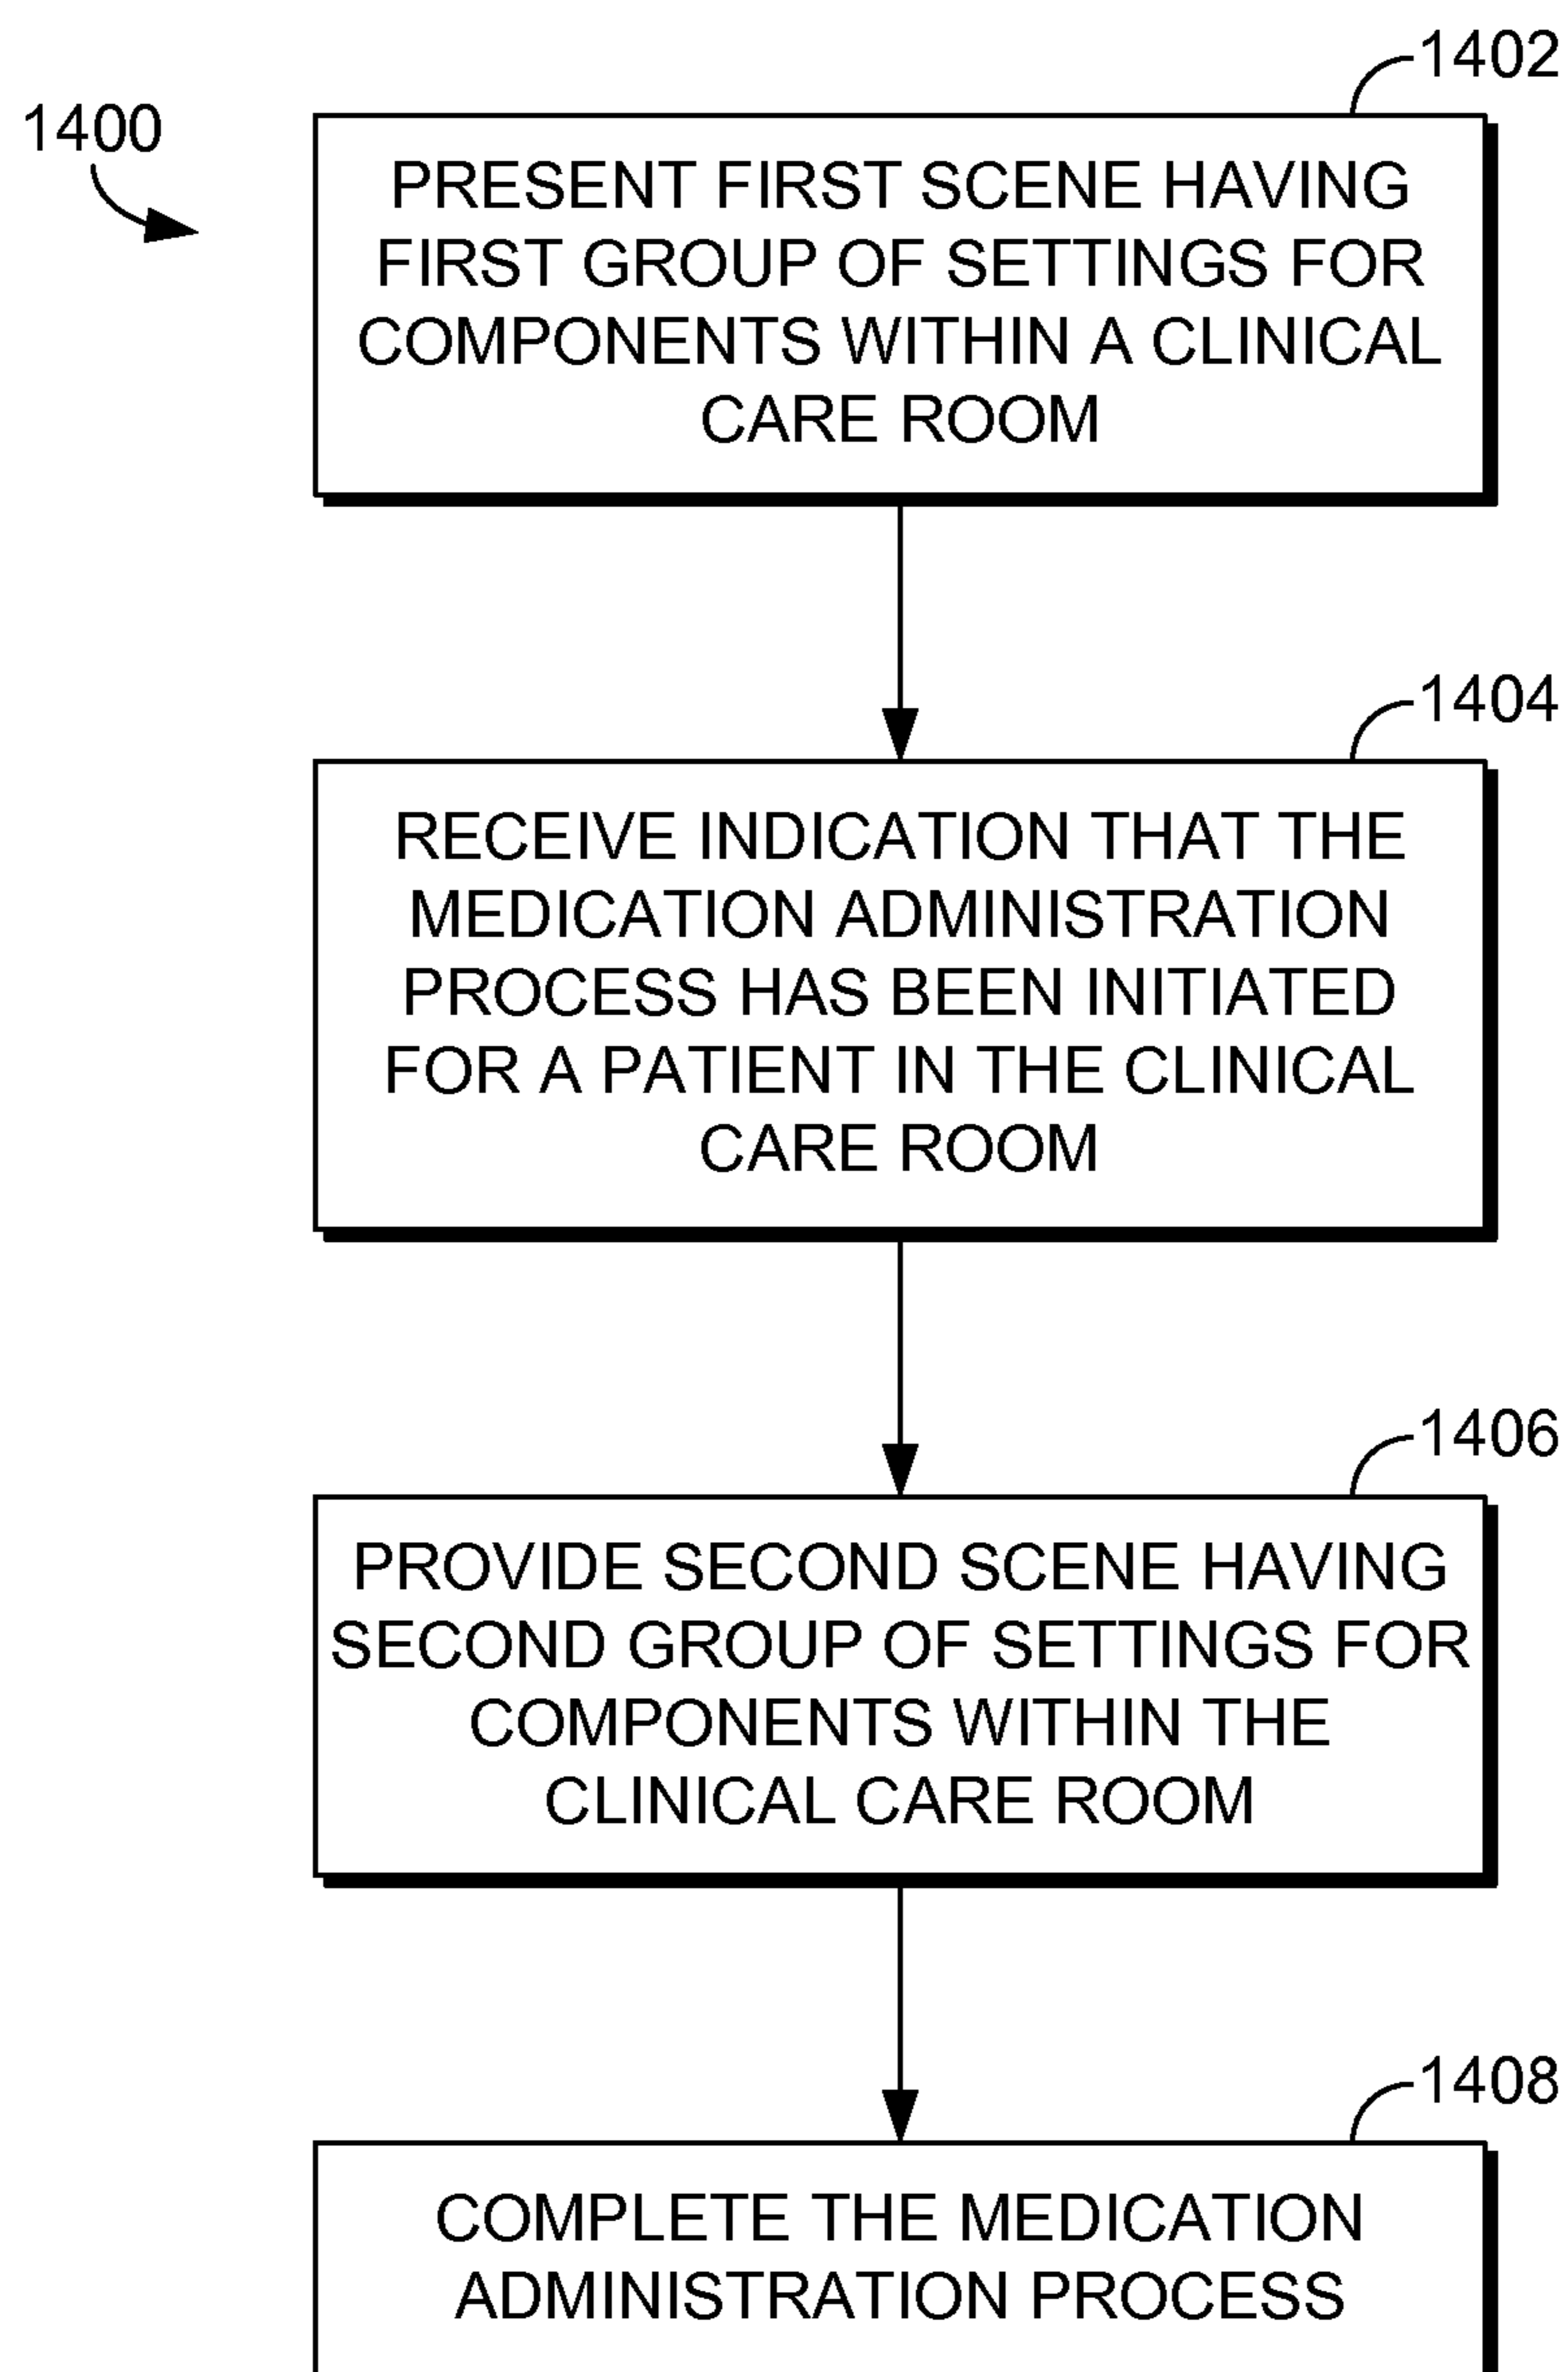 1402
1400
PRESENT FIRST SCENE HAVING
FIRST GROUP OF SETTINGS FOR
COMPONENTS WITHIN A CLINICAL
CARE ROOM
1404
RECEIVE INDICATION THAT THE
MEDICATION ADMINISTRATION
PROCESS HAS BEEN INITIATED
FOR A PATIENT IN THE CLINICAL
CARE ROOM
1406
PROVIDE SECOND SCENE HAVING
SECOND GROUP OF SETTINGS FOR
COMPONENTS WITHIN THE
CLINICAL CARE ROOM
1408
COMPLETE THE MEDICATION
ADMINISTRATION PROCESS